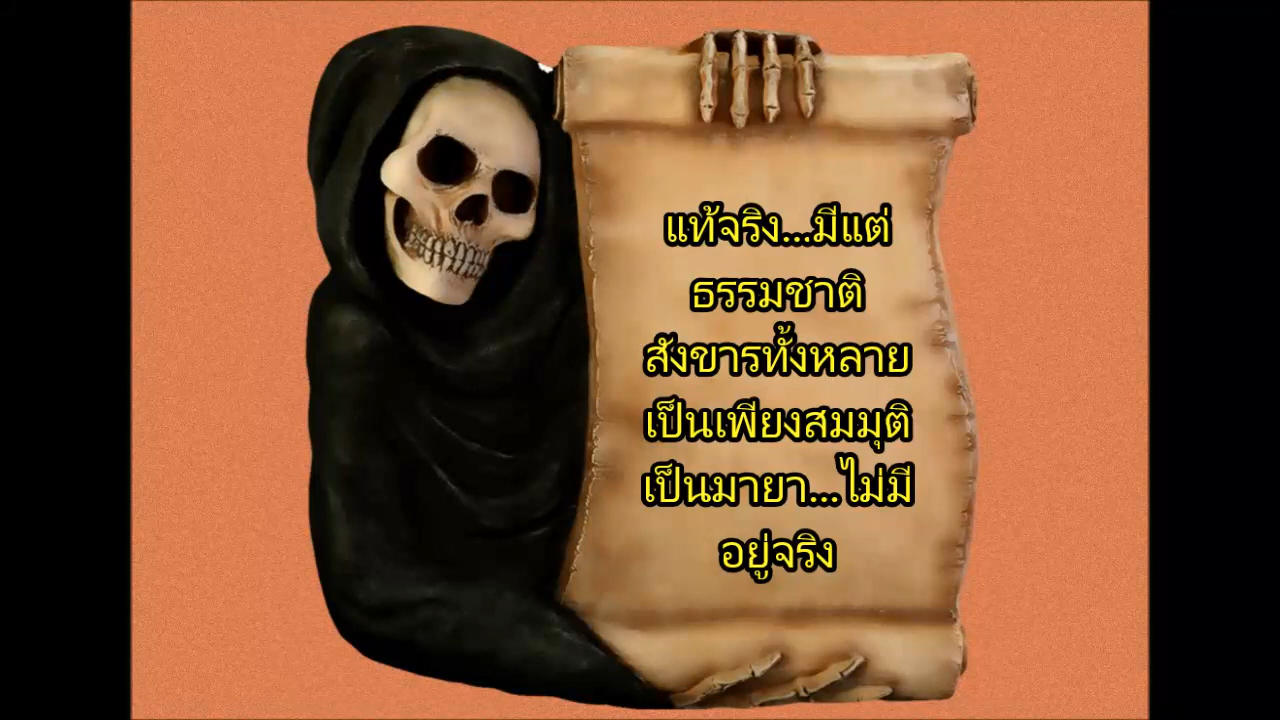 แท้จริง...มีแต่
ธรรมชาติ
สังขารทั้งหลาย
เป็นเพียงสมมุติ
เป็นมายา...ไม่มี
อยู่จริง